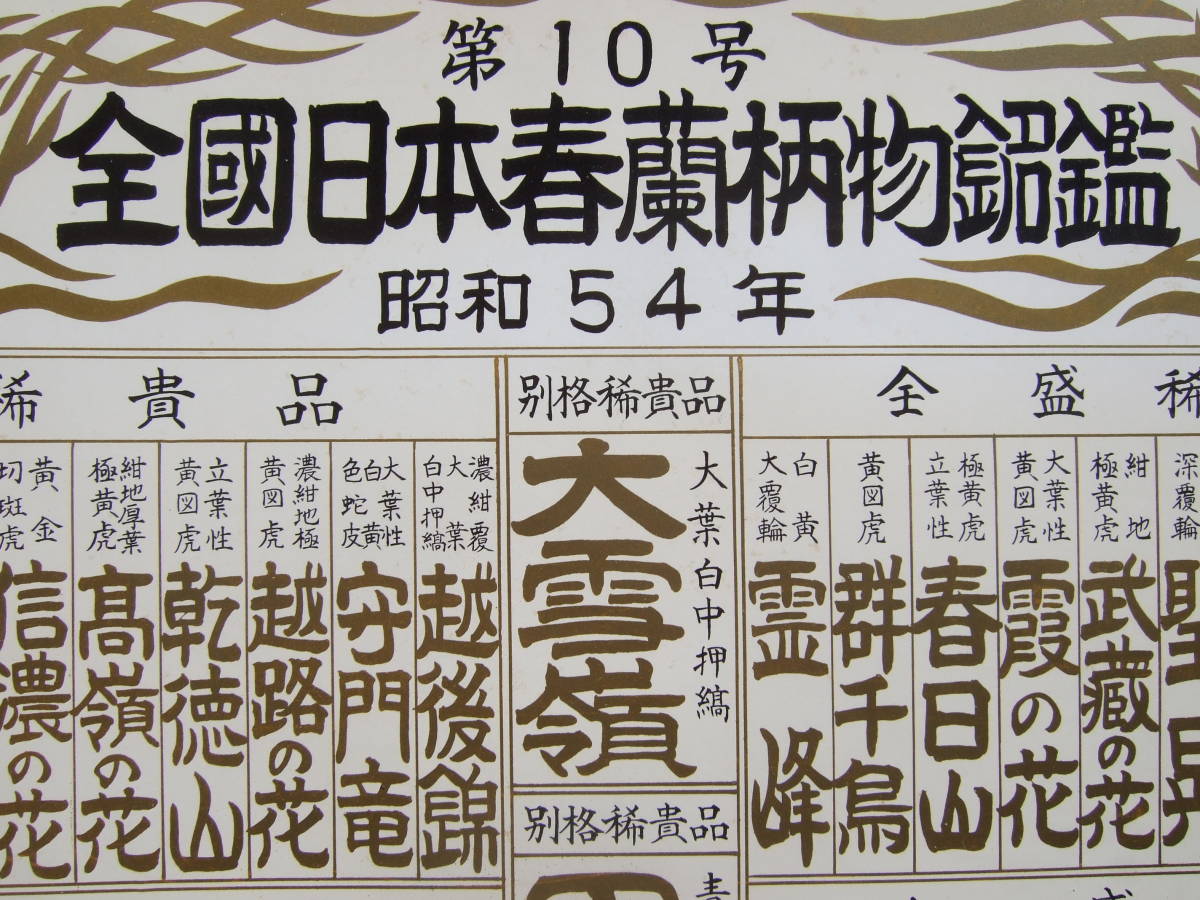 第10号
全國日本春蘭柄物銘鑑
昭和54年
全盛稀
深覆輪
紺地
極黄虎
武蔵の花
大葉性
黄図虎
霞の花
極黄虎
立葉性
春日山
黄図虎
群千鳥
白黄
大覆輪
霊峰
別格稀貴品
大葉白中押縞
大雪嶺
別格稀貴品
稀貴品
濃紺覆
大葉
白中押縞
越後錦
大葉性
白黄
色蛇皮
守門竜
濃紺地極
黄図虎
越路の花
立葉性
黄図虎
乾徳山
紺地厚葉
極黄虎
髙嶺の花
黄金
切斑虎
信濃の花